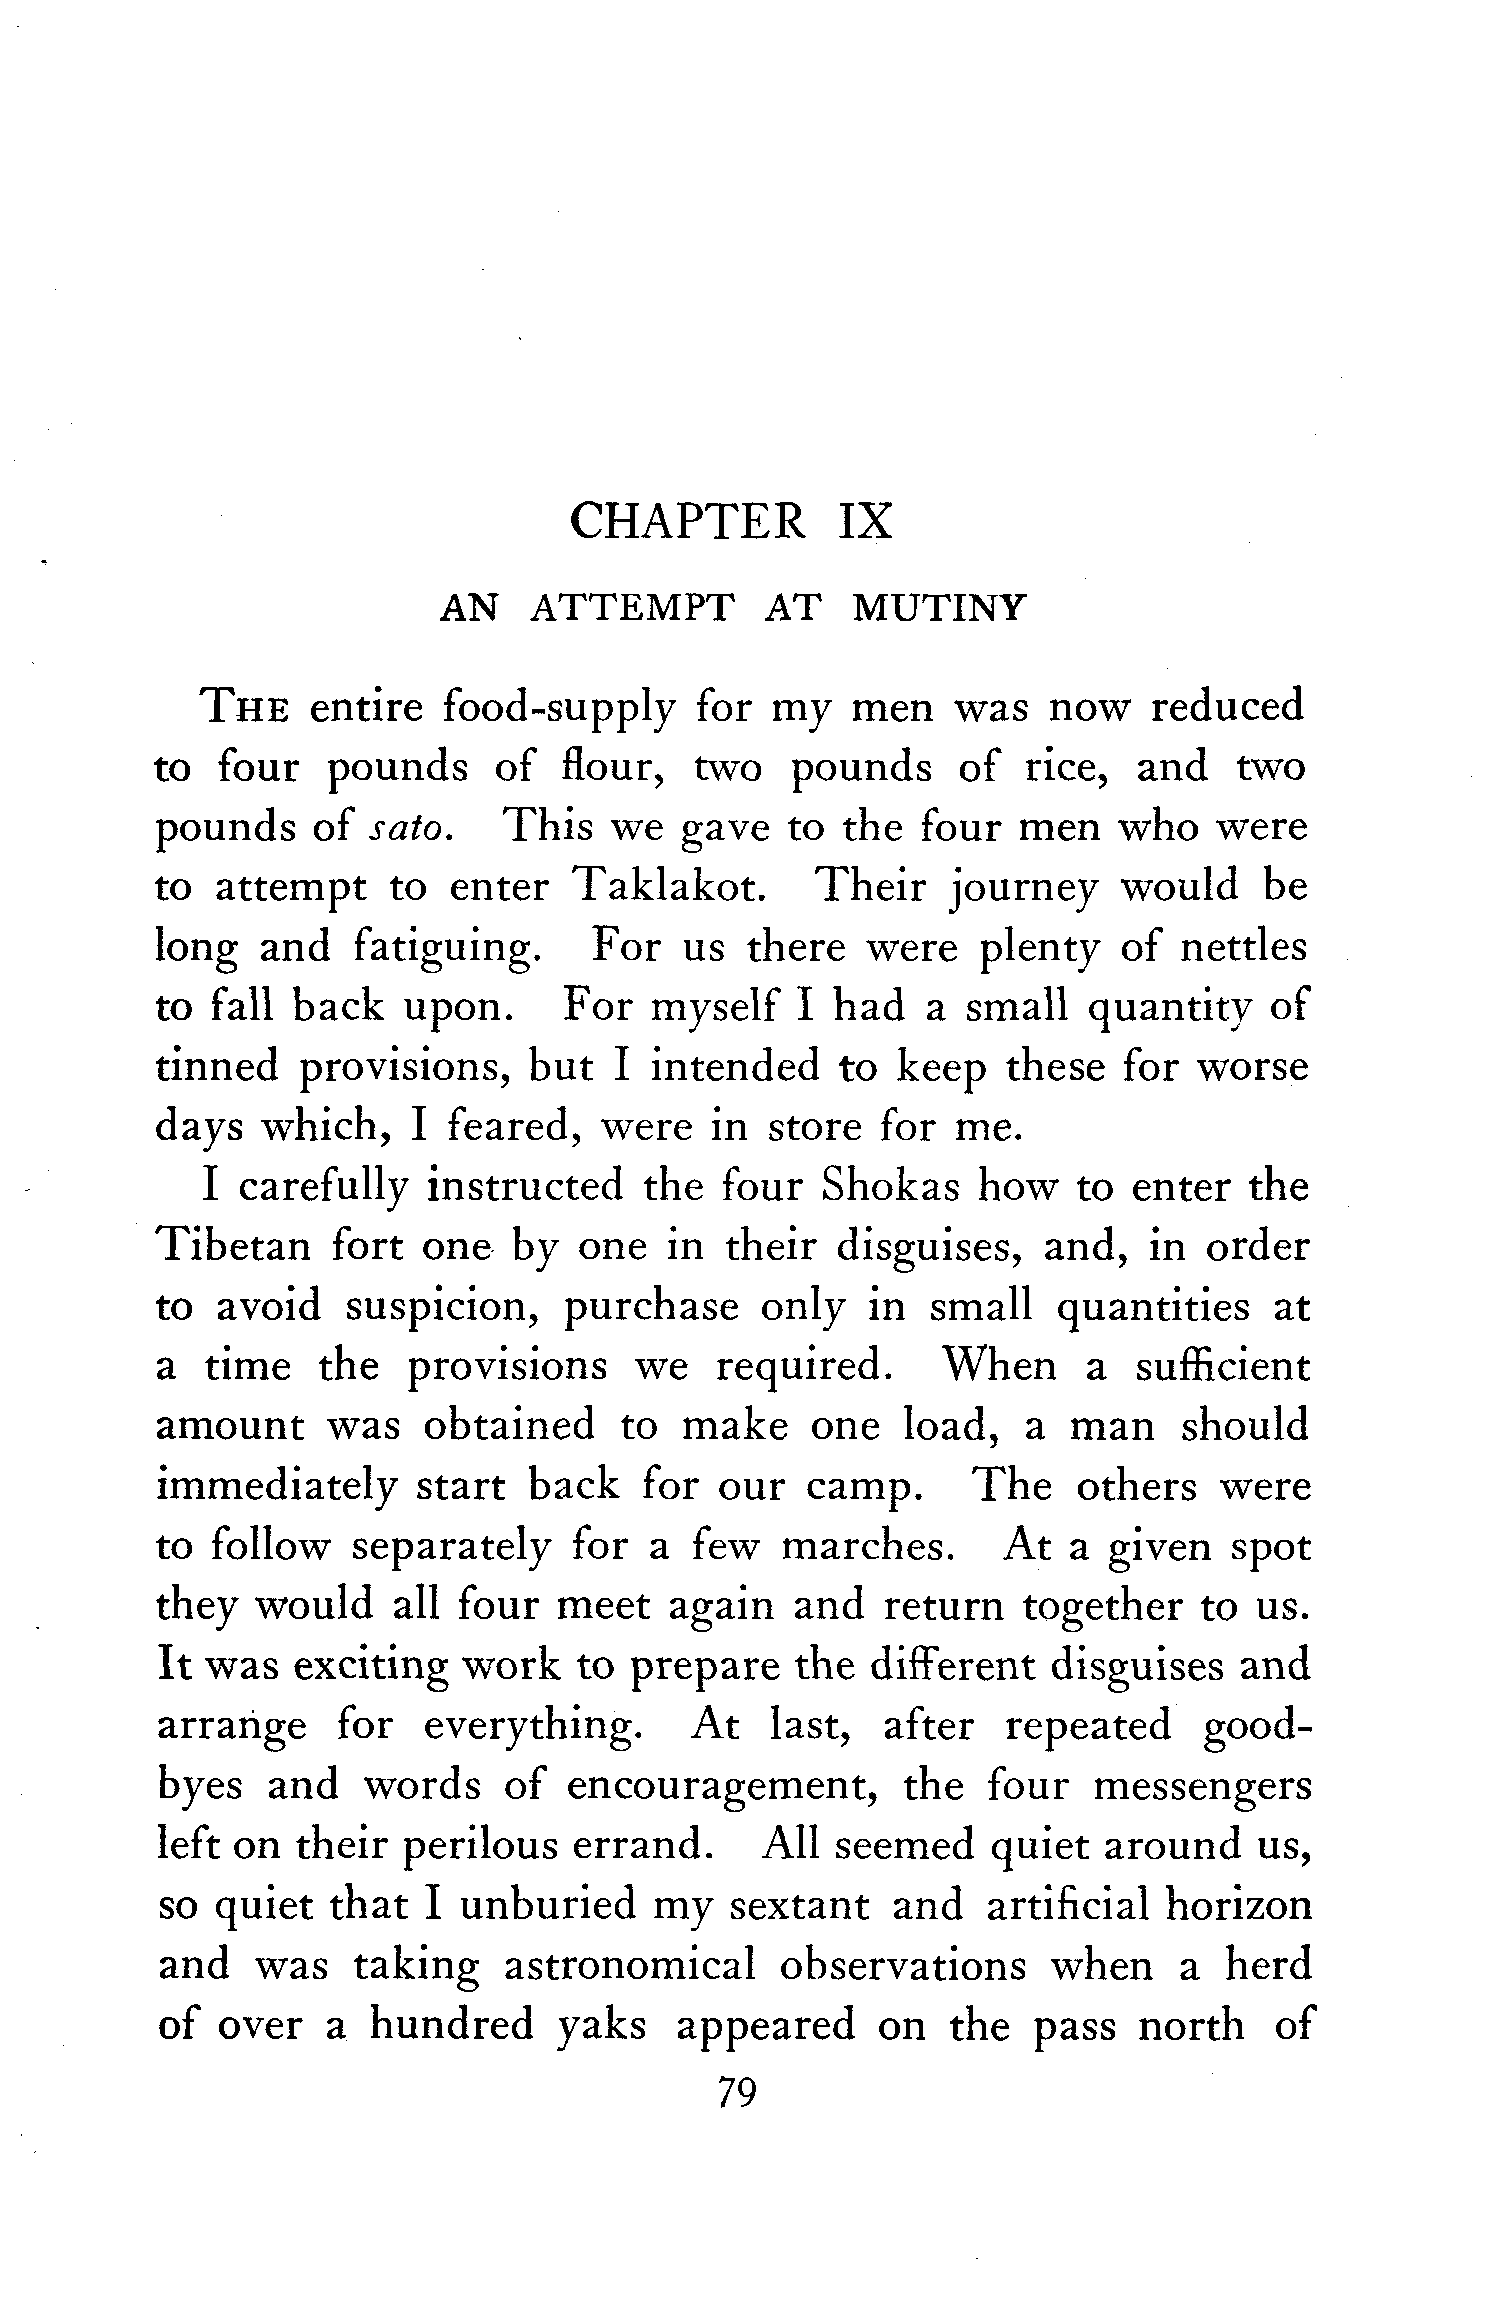 CHAPTER IX
AN ATTEMPT AT MUTINY
THE entire food-supply for my men was now reduced
to four pounds of flour, two pounds of rice, and two
pounds of sato. This we gave to the four men who were
to attempt to enter Taklakot. Their journey would be
long and fatiguing. For us there were plenty of nettles
to fall back upon. For myself I had a small quantity of
tinned provisions, but I intended to keep these for worse
days which, I feared, were in store for me.
I carefully instructed the four Shokas how to enter the
Tibetan fort one by one in their disguises, and, in order
to avoid suspicion, purchase only in small quantities at
a time the provisions we required. When a sufficient
amount was obtained to make one load, a man should
immediately start back for our camp. The others were
to follow separately for a few marches. At a given spot
they would all four meet again and return together to us.
It was exciting work to prepare the different disguises and
arrange for everything. At last, after repeated good-
byes and words of encouragement, the four messengers
left on their perilous errand. All seemed quiet around us,
so quiet that I unburied my sextant and artificial horizon
and was taking astronomical observations when a herd
of over a hundred yaks appeared on the pass north of
79